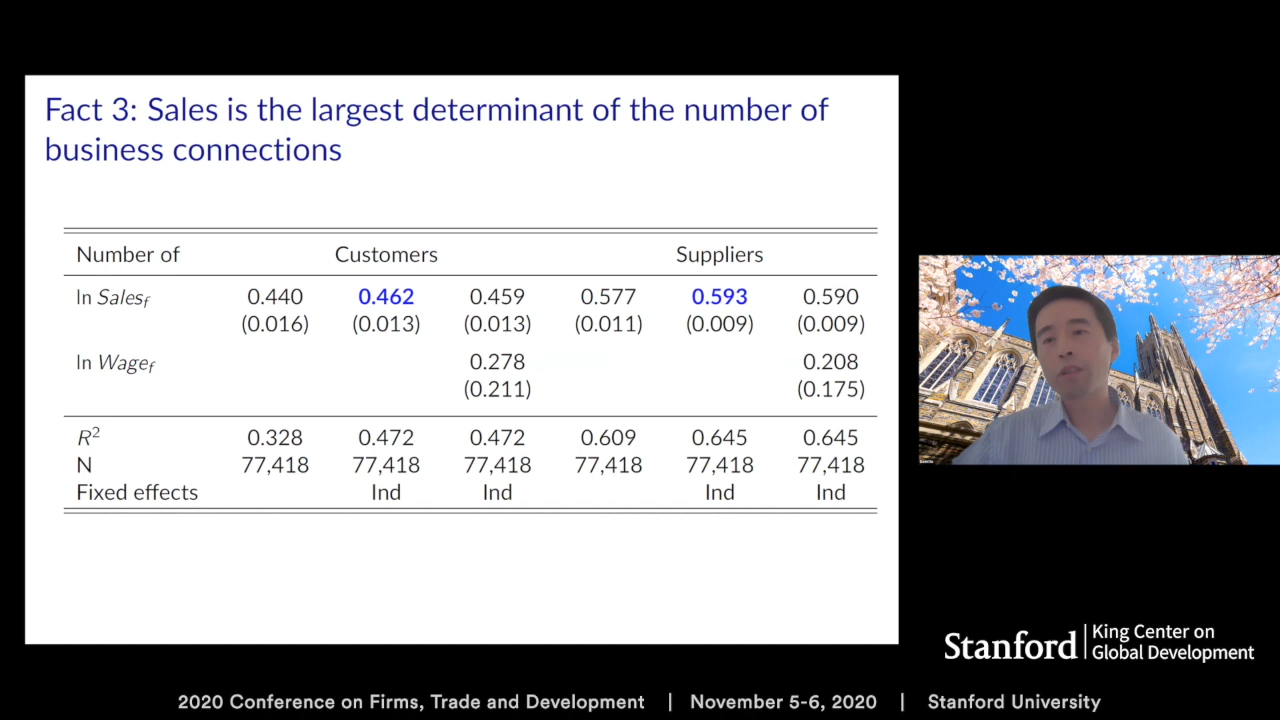 Fact 3: Sales is the largest determinant of the number of
business connections
Number of Customers Suppliers
ln Sales_f 0.440 0.462 0.459 0.577 0.593 0.590
(0.016) (0.013) (0.013) (0.011) (0.009) (0.009)
ln Wage_f 0.278 0.208
(0.211) (0.175)
R² 0.328 0.472 0.472 0.609 0.645 0.645
N 77,418 77,418 77,418 77,418 77,418 77,418
Fixed effects Ind Ind Ind Ind
Stanford | King Center on
Global Development
2020 Conference on Firms, Trade and Development | November 5-6, 2020 | Stanford University